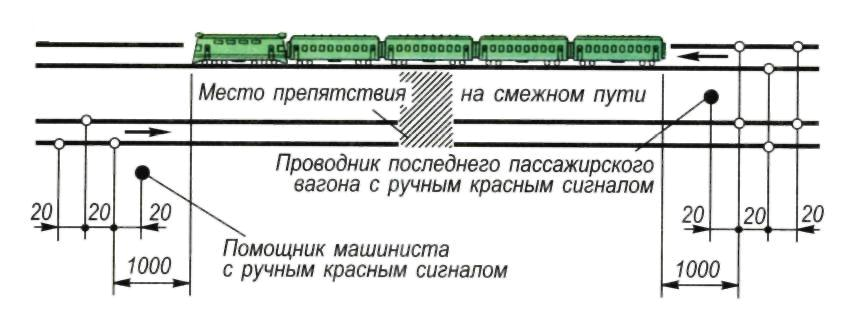 Место препятствия на смежном пути
Проводник последнего пассажирского
вагона с ручным красным сигналом
20 20 20
20 20 20
Помощник машиниста
с ручным красным сигналом
1000
1000